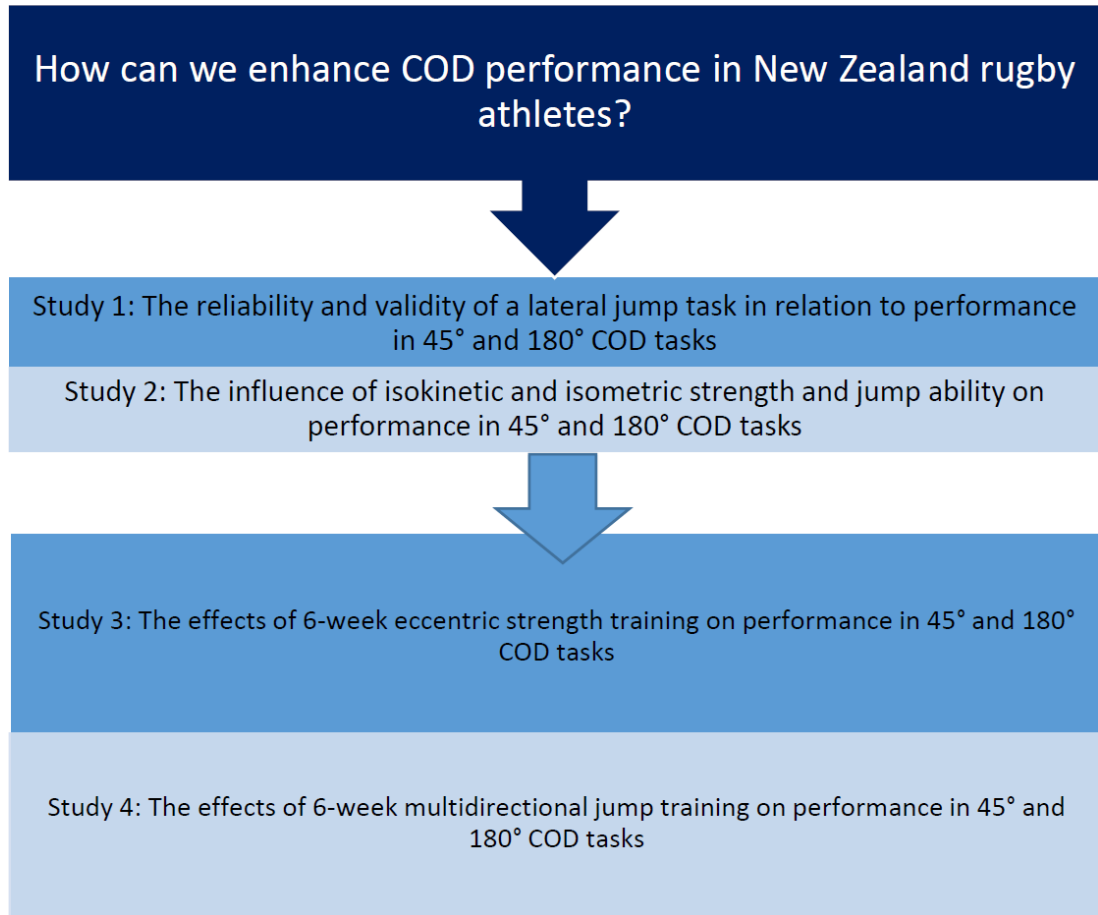 How can we enhance COD performance in New Zealand rugby
athletes?
Study 1: The reliability and validity of a lateral jump task in relation to performance
in 45° and 180° COD tasks
Study 2: The influence of isokinetic and isometric strength and jump ability on
performance in 45° and 180° COD tasks
Study 3: The effects of 6-week eccentric strength training on performance in 45° and 180°
COD tasks
Study 4: The effects of 6-week multidirectional jump training on performance in 45° and
180° COD tasks